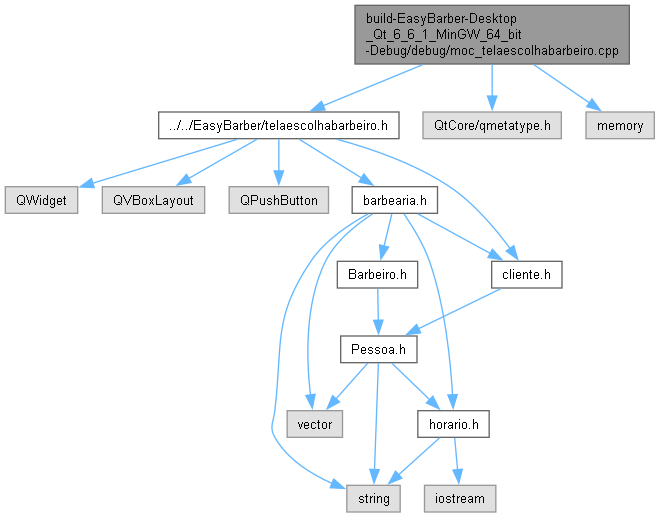 build-EasyBarber-Desktop
_Qt_6_6_1_MinGW_64_bit
-Debug/debug/moc_telaescolhabarbeiro.cpp
../../EasyBarber/telaescolhabarbeiro.h
QtCore/qmetatype.h
memory
QWidget
QVBoxLayout
QPushButton
barbearia.h
Barbeiro.h
cliente.h
Pessoa.h
vector
horario.h
string
iostream